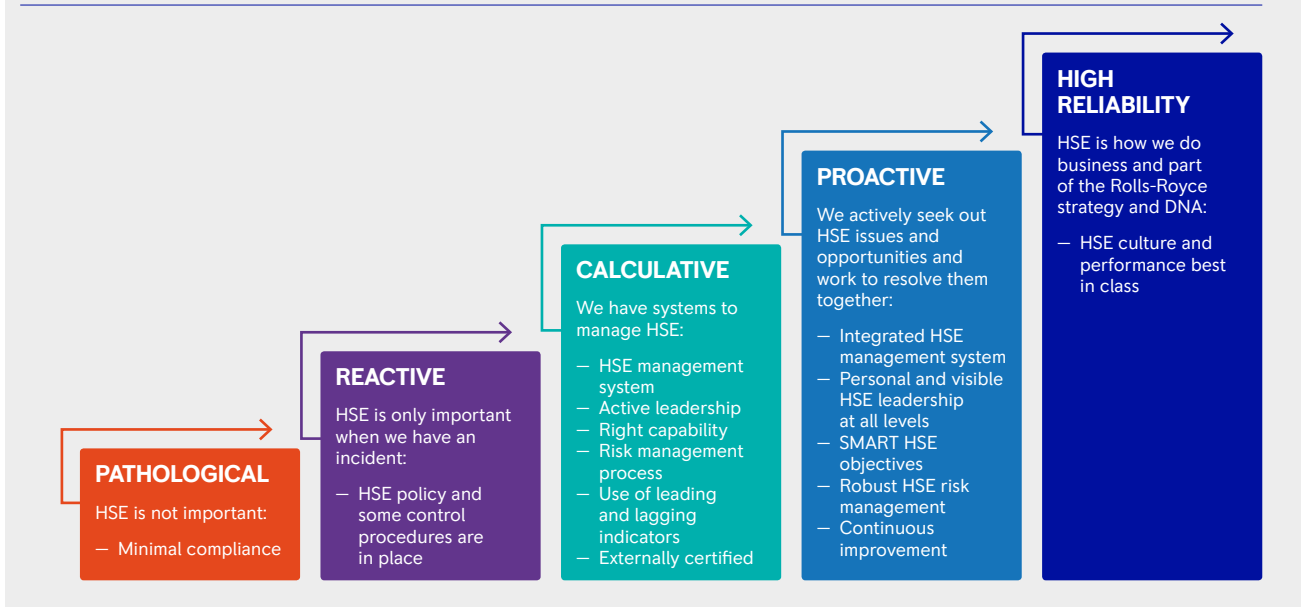 PATHOLOGICAL
HSE is not important:
— Minimal compliance
REACTIVE
HSE is only important
when we have an
incident:
— HSE policy and
some control
procedures are
in place
CALCULATIVE
We have systems to
manage HSE:
— HSE management
system
— Active leadership
— Right capability
— Risk management
process
— Use of leading
and lagging
indicators
— Externally certified
PROACTIVE
We actively seek out
HSE issues and
opportunities and
work to resolve them
together:
— Integrated HSE
management system
— Personal and visible
HSE leadership
at all levels
— SMART HSE
objectives
— Robust HSE risk
management
— Continuous
improvement
HIGH
RELIABILITY
HSE is how we do
business and part
of the Rolls-Royce
strategy and DNA:
— HSE culture and
performance best
in class